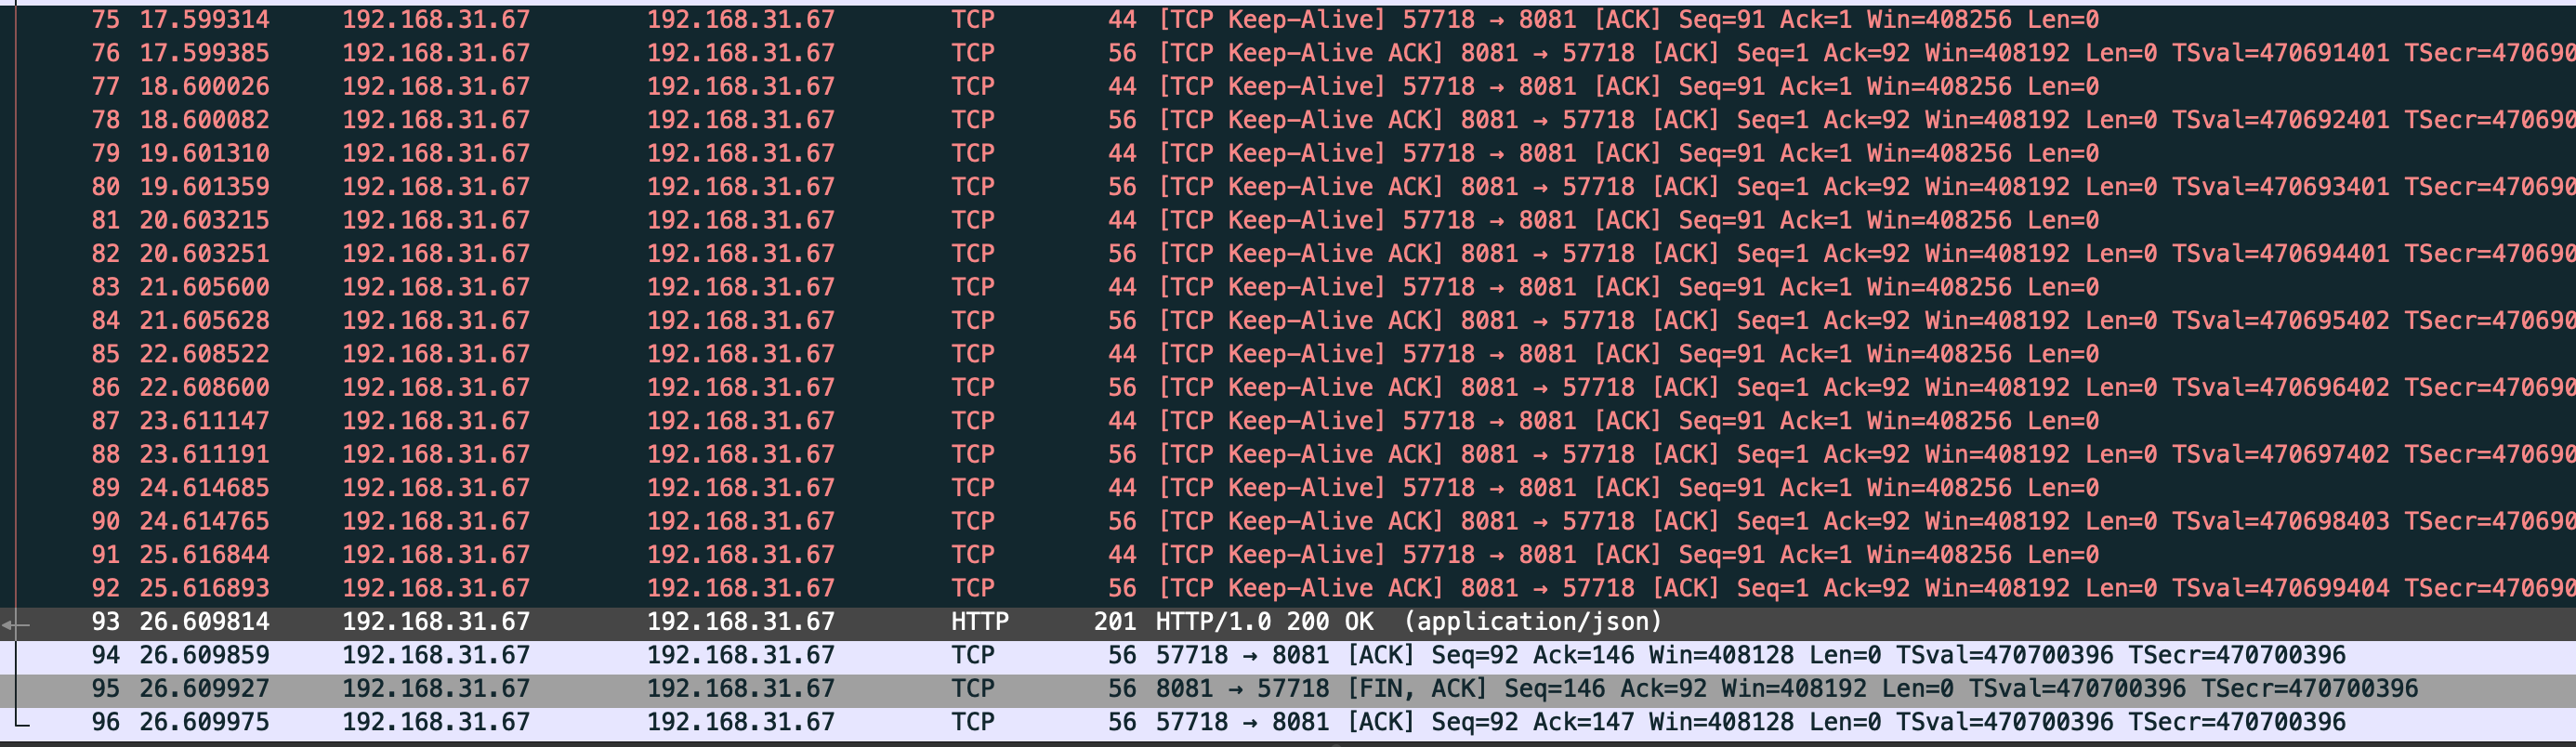 75 17.599314 192.168.31.67 192.168.31.67 TCP 44 [TCP Keep-Alive] 57718 → 8081 [ACK] Seq=91 Ack=1 Win=408256 Len=0
76 17.599385 192.168.31.67 192.168.31.67 TCP 56 [TCP Keep-Alive ACK] 8081 → 57718 [ACK] Seq=1 Ack=92 Win=408192 Len=0 TSval=470691401 TSecr=470690
77 18.600026 192.168.31.67 192.168.31.67 TCP 44 [TCP Keep-Alive] 57718 → 8081 [ACK] Seq=91 Ack=1 Win=408256 Len=0
78 18.600082 192.168.31.67 192.168.31.67 TCP 56 [TCP Keep-Alive ACK] 8081 → 57718 [ACK] Seq=1 Ack=92 Win=408192 Len=0 TSval=470692401 TSecr=470690
79 19.601310 192.168.31.67 192.168.31.67 TCP 44 [TCP Keep-Alive] 57718 → 8081 [ACK] Seq=91 Ack=1 Win=408256 Len=0
80 19.601359 192.168.31.67 192.168.31.67 TCP 56 [TCP Keep-Alive ACK] 8081 → 57718 [ACK] Seq=1 Ack=92 Win=408192 Len=0 TSval=470693401 TSecr=470690
81 20.603215 192.168.31.67 192.168.31.67 TCP 44 [TCP Keep-Alive] 57718 → 8081 [ACK] Seq=91 Ack=1 Win=408256 Len=0
82 20.603251 192.168.31.67 192.168.31.67 TCP 56 [TCP Keep-Alive ACK] 8081 → 57718 [ACK] Seq=1 Ack=92 Win=408192 Len=0 TSval=470694401 TSecr=470690
83 21.605600 192.168.31.67 192.168.31.67 TCP 44 [TCP Keep-Alive] 57718 → 8081 [ACK] Seq=91 Ack=1 Win=408256 Len=0
84 21.605628 192.168.31.67 192.168.31.67 TCP 56 [TCP Keep-Alive ACK] 8081 → 57718 [ACK] Seq=1 Ack=92 Win=408192 Len=0 TSval=470695402 TSecr=470690
85 22.608522 192.168.31.67 192.168.31.67 TCP 44 [TCP Keep-Alive] 57718 → 8081 [ACK] Seq=91 Ack=1 Win=408256 Len=0
86 22.608600 192.168.31.67 192.168.31.67 TCP 56 [TCP Keep-Alive ACK] 8081 → 57718 [ACK] Seq=1 Ack=92 Win=408192 Len=0 TSval=470696402 TSecr=470690
87 23.611147 192.168.31.67 192.168.31.67 TCP 44 [TCP Keep-Alive] 57718 → 8081 [ACK] Seq=91 Ack=1 Win=408256 Len=0
88 23.611191 192.168.31.67 192.168.31.67 TCP 56 [TCP Keep-Alive ACK] 8081 → 57718 [ACK] Seq=1 Ack=92 Win=408192 Len=0 TSval=470697402 TSecr=470690
89 24.614685 192.168.31.67 192.168.31.67 TCP 44 [TCP Keep-Alive] 57718 → 8081 [ACK] Seq=91 Ack=1 Win=408256 Len=0
90 24.614765 192.168.31.67 192.168.31.67 TCP 56 [TCP Keep-Alive ACK] 8081 → 57718 [ACK] Seq=1 Ack=92 Win=408192 Len=0 TSval=470698403 TSecr=470690
91 25.616844 192.168.31.67 192.168.31.67 TCP 44 [TCP Keep-Alive] 57718 → 8081 [ACK] Seq=91 Ack=1 Win=408256 Len=0
92 25.616893 192.168.31.67 192.168.31.67 TCP 56 [TCP Keep-Alive ACK] 8081 → 57718 [ACK] Seq=1 Ack=92 Win=408192 Len=0 TSval=470699404 TSecr=470690
93 26.609814 192.168.31.67 192.168.31.67 HTTP 201 HTTP/1.0 200 OK (application/json)
94 26.609859 192.168.31.67 192.168.31.67 TCP 56 57718 → 8081 [ACK] Seq=92 Ack=146 Win=408128 Len=0 TSval=470700396 TSecr=470700396
95 26.609927 192.168.31.67 192.168.31.67 TCP 56 8081 → 57718 [FIN, ACK] Seq=146 Ack=92 Win=408192 Len=0 TSval=470700396 TSecr=470700396
96 26.609975 192.168.31.67 192.168.31.67 TCP 56 57718 → 8081 [ACK] Seq=92 Ack=147 Win=408128 Len=0 TSval=470700396 TSecr=470700396